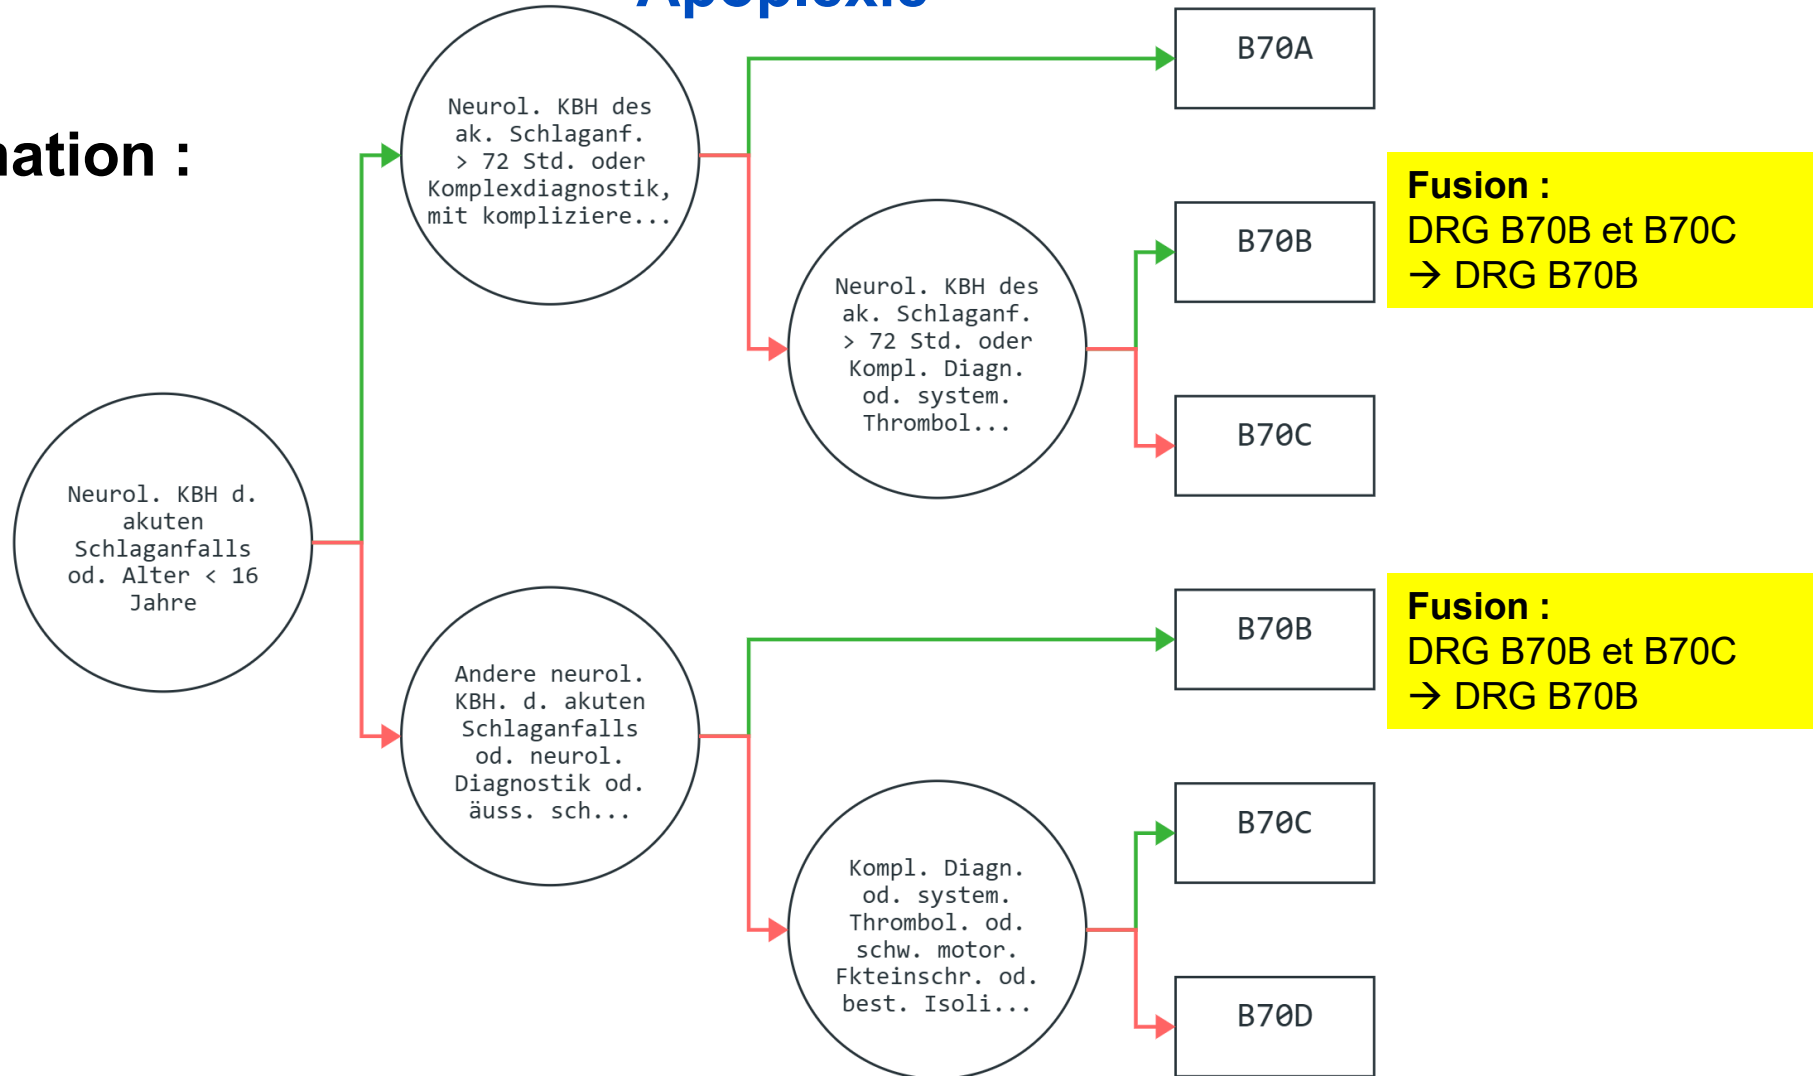 Apoplexie
nation :
Neurol. KBH des
ak. Schlaganf.
> 72 Std. oder
Komplexdiagnostik,
mit kompliziere...
B70A
Neurol. KBH des
ak. Schlaganf.
> 72 Std. oder
Kompl. Diagn.
od. system.
Thrombol...
B70B
Fusion :
DRG B70B et B70C
→ DRG B70B
B70C
Neurol. KBH d.
akuten
Schlaganfalls
od. Alter < 16
Jahre
Andere neurol.
KBH. d. akuten
Schlaganfalls
od. neurol.
Diagnostik od.
äuss. sch...
B70B
Fusion :
DRG B70B et B70C
→ DRG B70B
Kompl. Diagn.
od. system.
Thrombol. od.
schw. motor.
Fkteinschr. od.
best. Isoli...
B70C
B70D